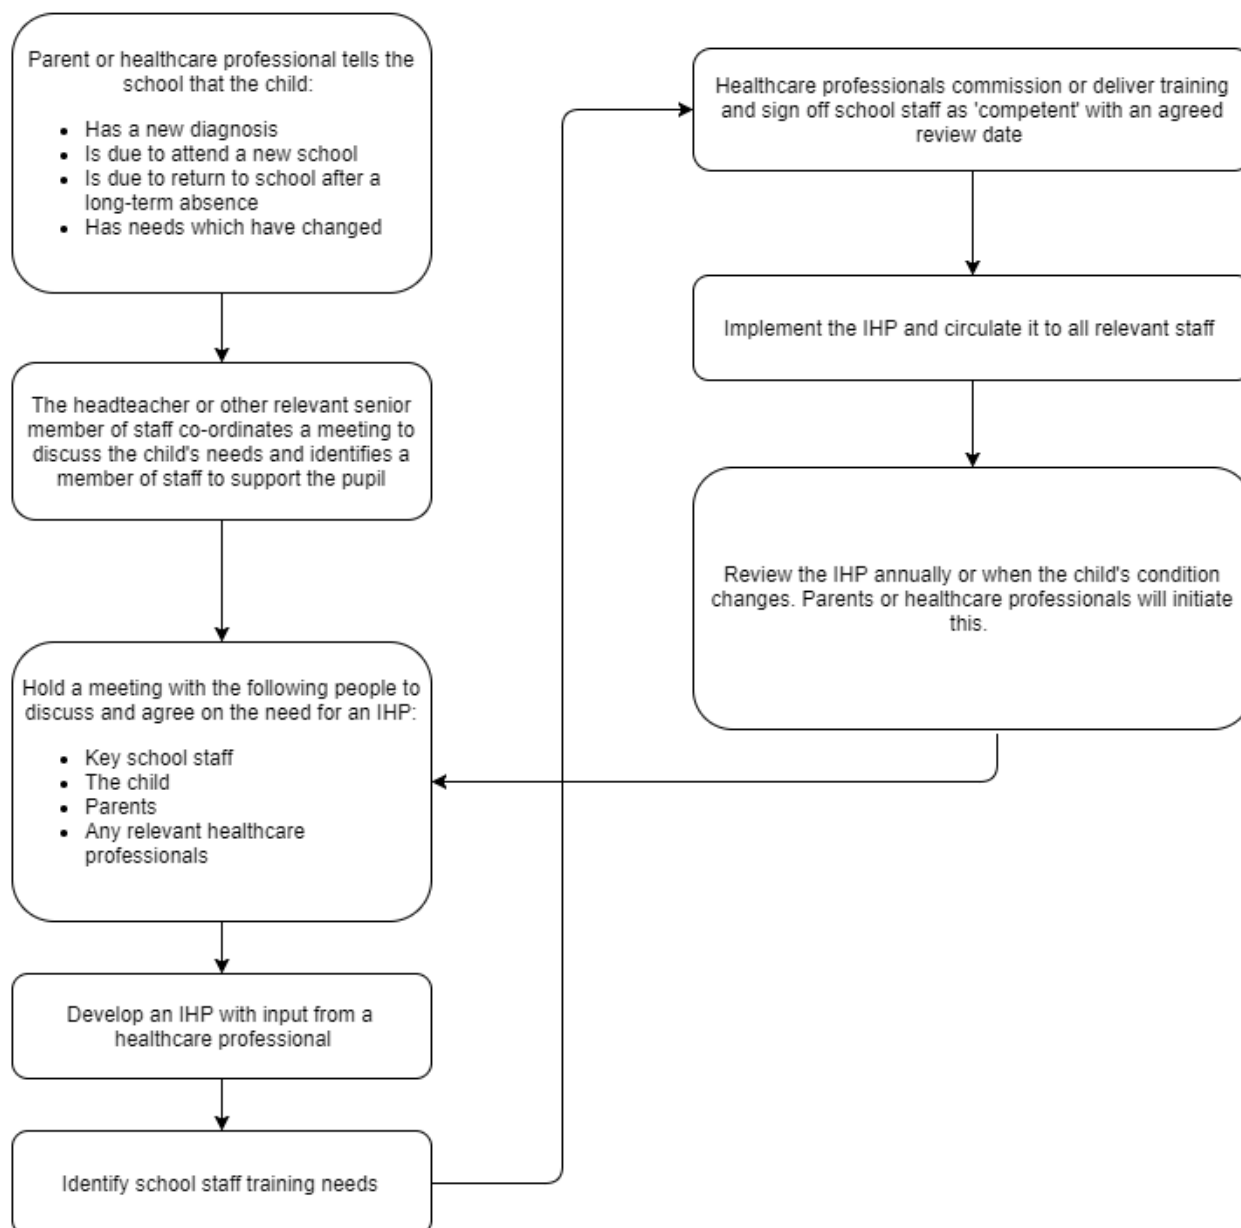 Parent or healthcare professional tells the
school that the child:
• Has a new diagnosis
• Is due to attend a new school
• Is due to return to school after a
long-term absence
• Has needs which have changed
The headteacher or other relevant senior
member of staff co-ordinates a meeting to
discuss the child's needs and identifies a
member of staff to support the pupil
Hold a meeting with the following people to
discuss and agree on the need for an IHP:
• Key school staff
• The child
• Parents
• Any relevant healthcare
professionals
Develop an IHP with input from a
healthcare professional
Identify school staff training needs
Healthcare professionals commission or deliver training
and sign off school staff as 'competent' with an agreed
review date
Implement the IHP and circulate it to all relevant staff
Review the IHP annually or when the child's condition
changes. Parents or healthcare professionals will initiate
this.